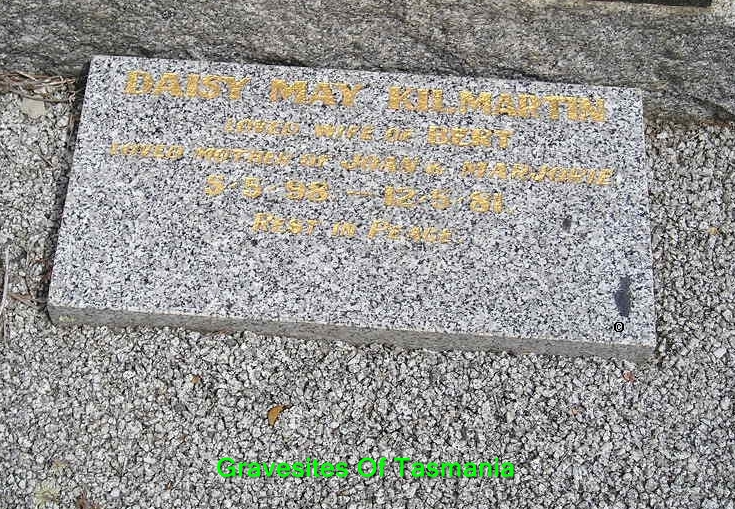 DAISY MAY KILMARTIN
LOVED WIFE OF BERT
LOVED MOTHER OF JOAN & MARJORIE
5·5·98 — 12·5·81
REST IN PEACE
©
Gravesites Of Tasmania